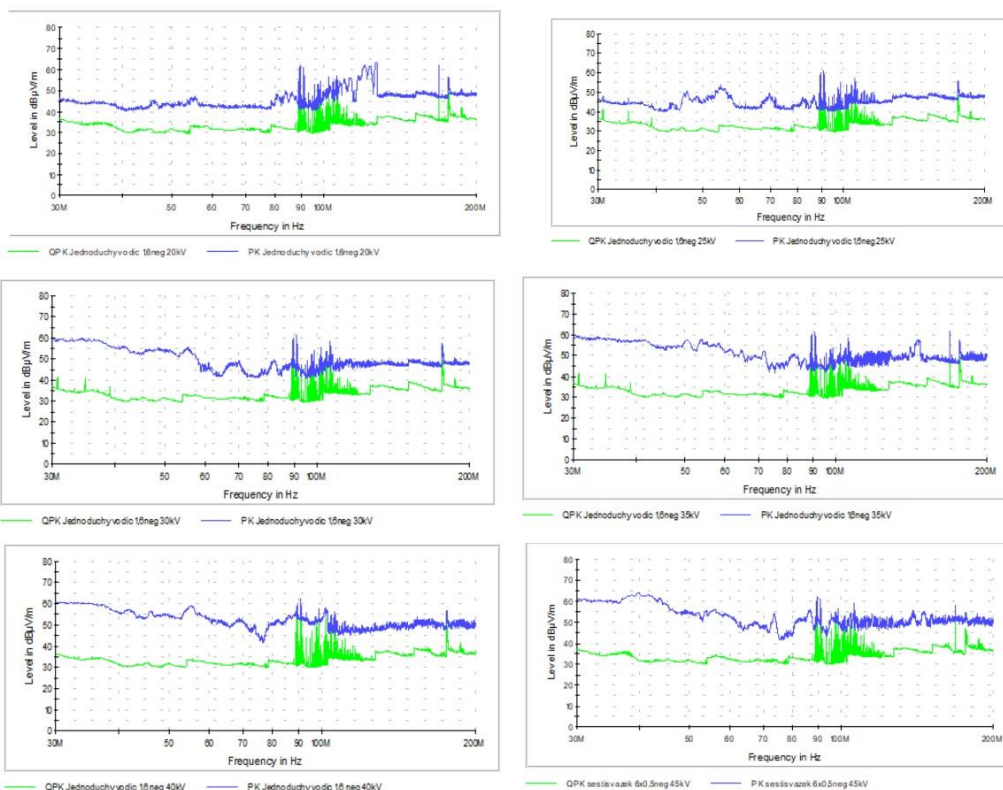 80
70
60
50
40
30
20
10
0
Level in dBµV/m
30M 50 60 70 80 90 100M 200M
Frequency in Hz
QPK Jednoduchy vodic 1,6neg 20kV PK Jednoduchy vodic 1,6neg 20kV
80
70
60
50
40
30
20
10
0
Level in dBµV/m
30M 50 60 70 80 90 100M 200M
Frequency in Hz
QPK Jednoduchy vodic 1,6neg 25kV PK Jednoduchy vodic 1,6neg 25kV
80
70
60
50
40
30
20
10
0
Level in dBµV/m
30M 50 60 70 80 90 100M 200M
Frequency in Hz
QPK Jednoduchy vodic 1,6neg 30kV PK Jednoduchy vodic 1,6neg 30kV
80
70
60
50
40
30
20
10
0
Level in dBµV/m
30M 50 60 70 80 90 100M 200M
Frequency in Hz
QPK Jednoduchy vodic 1,6neg 35kV PK Jednoduchy vodic 1,6neg 35kV
80
70
60
50
40
30
20
10
0
Level in dBµV/m
30M 50 60 70 80 90 100M 200M
Frequency in Hz
QPK Jednoduchy vodic 1,6neg 40kV PK Jednoduchy vodic 1,6 neg 40kV
80
70
60
50
40
30
20
10
0
Level in dBµV/m
30M 70 60 70 80 90 100M 200M
Frequency in Hz
QPK sestisvazek 6x0,5neg 45kV PK sestisvazek 6x0,5neg 45kV